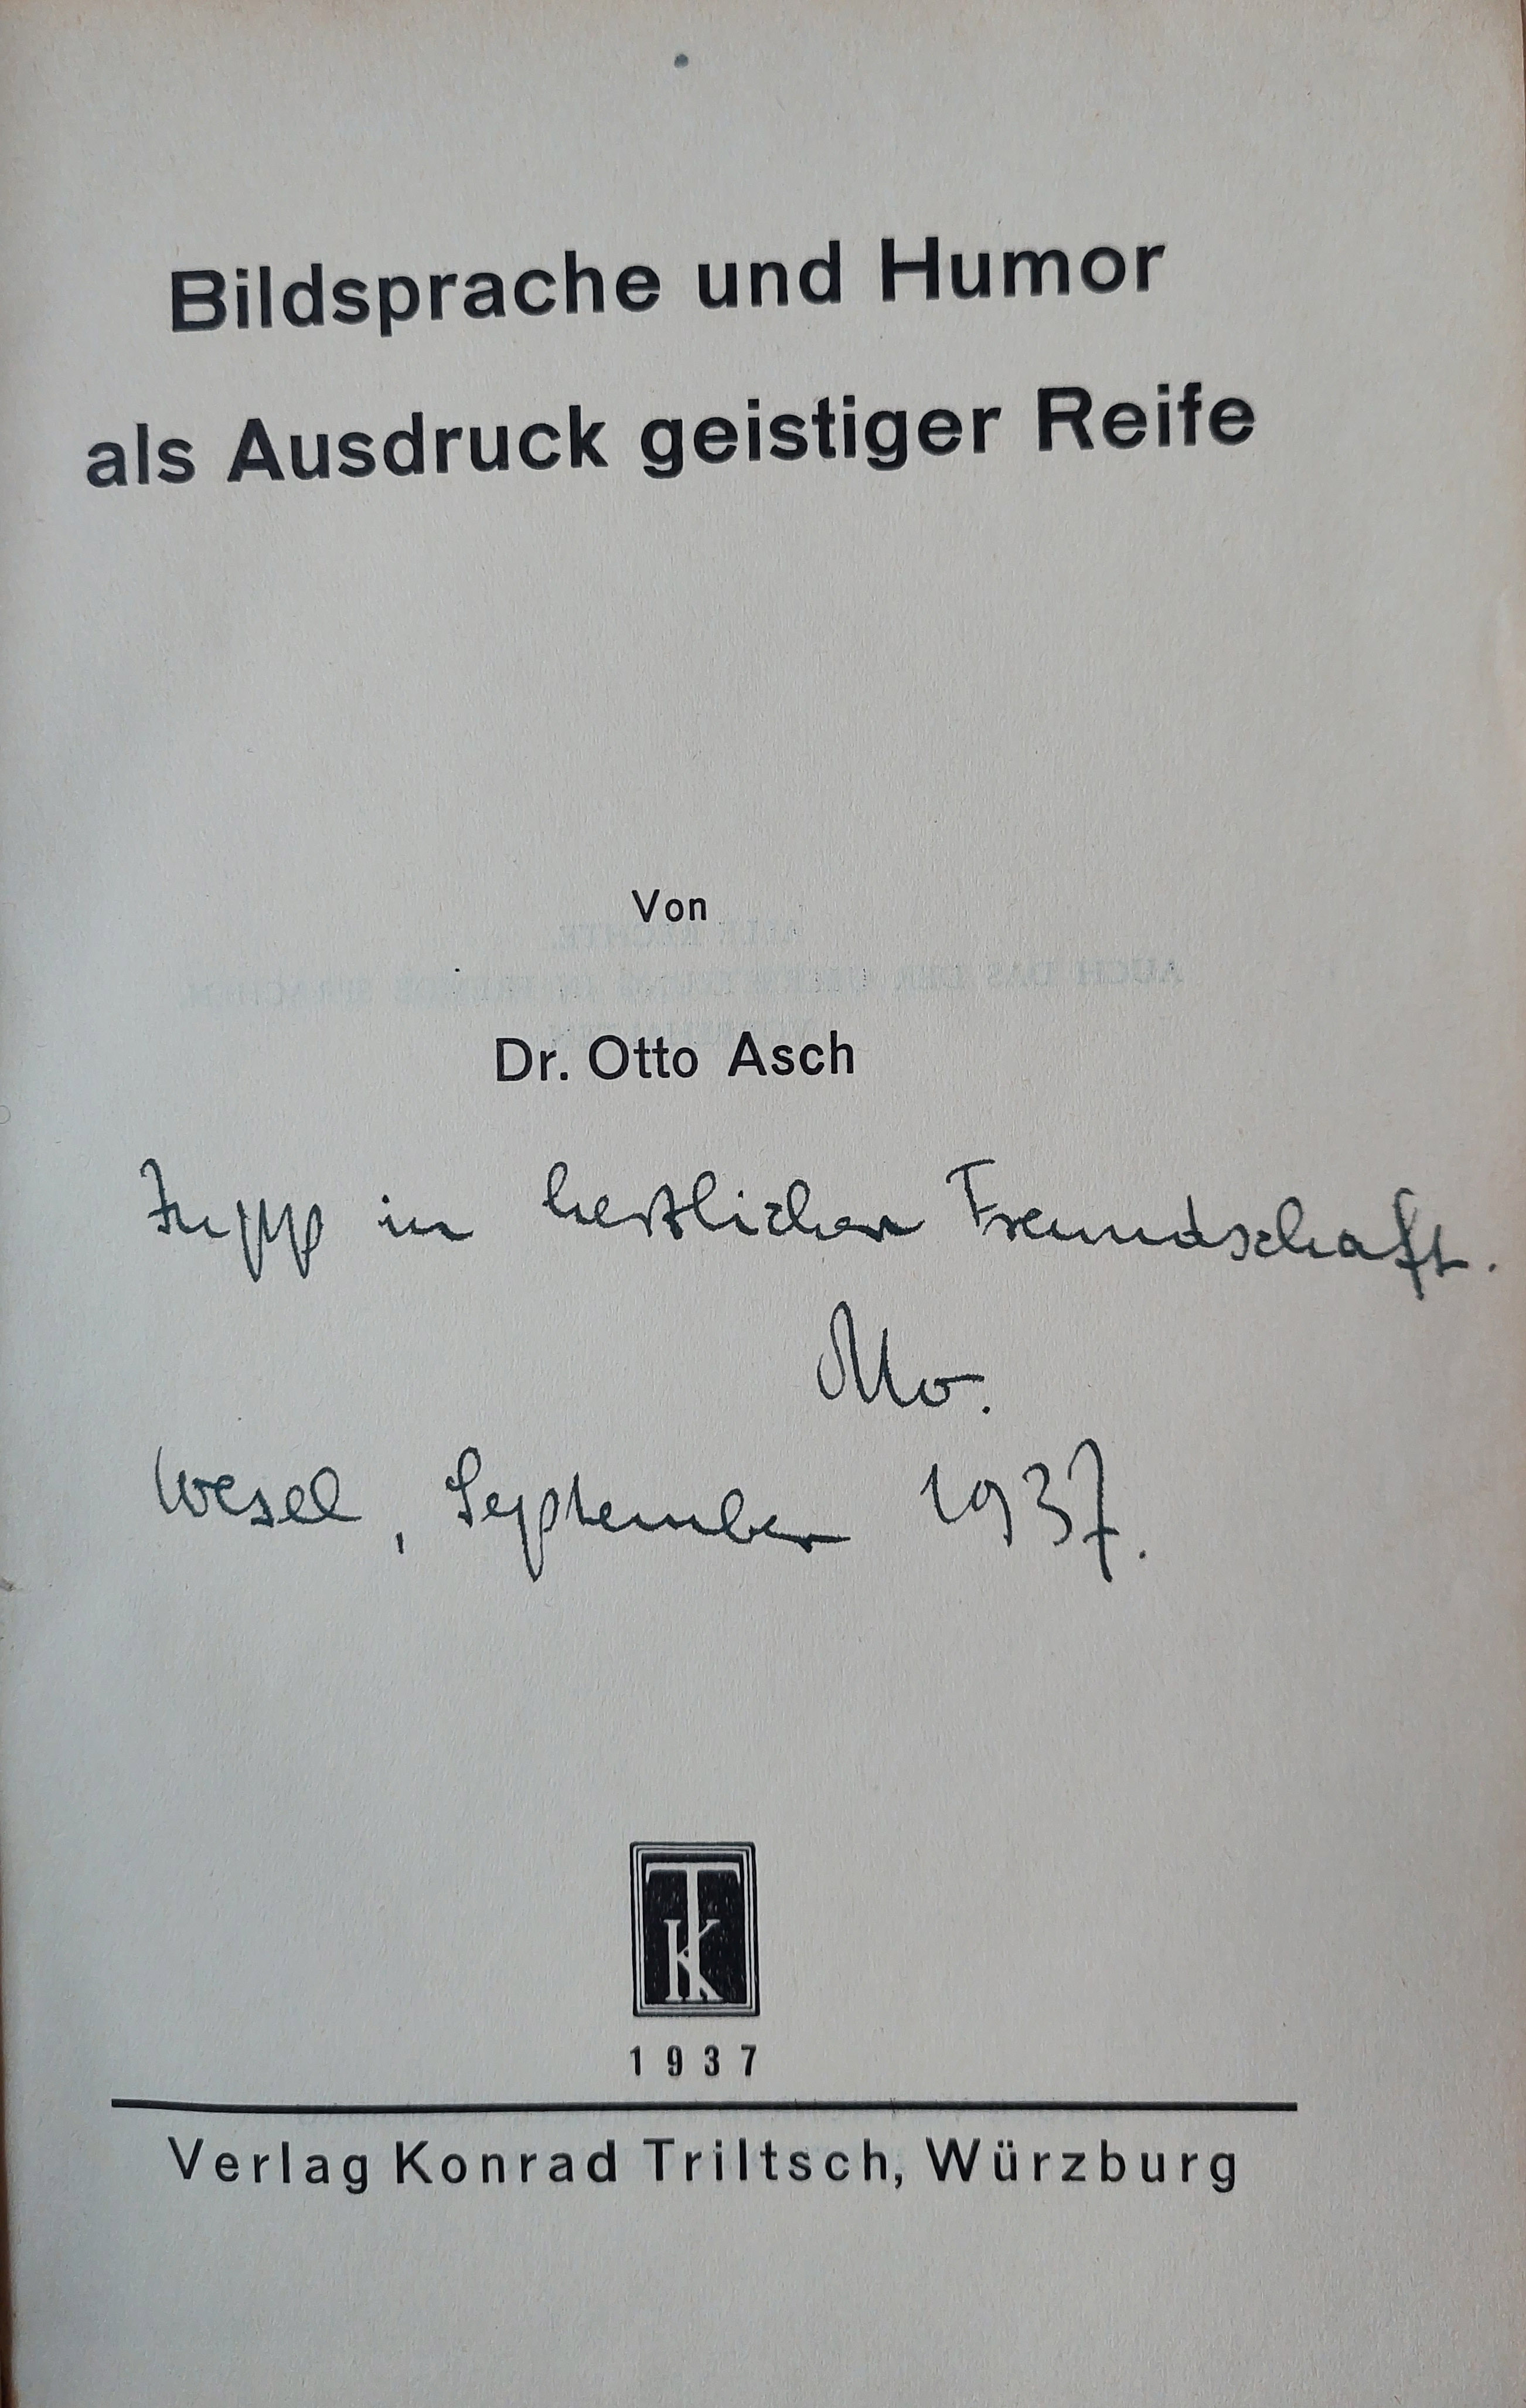 Bildsprache und Humor
als Ausdruck geistiger Reife
Von
Dr. Otto Asch
Jupp in herzlicher Freundschaft.
Wesel, September 1937.
TK
1937
Verlag Konrad Triltsch, Würzburg